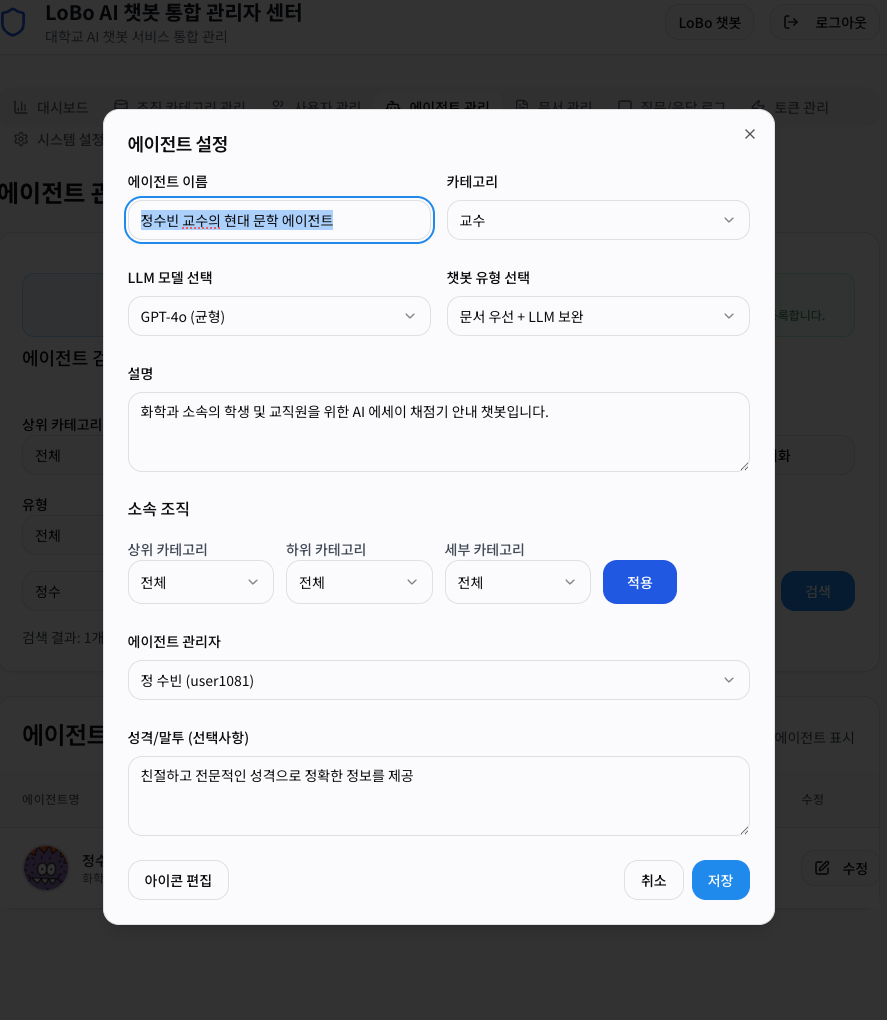 LoBo AI 챗봇 통합 관리자 센터
LoBo 챗봇
로그아웃
대학교 AI 챗봇 서비스 통합 관리
대시보드
조직 카테고리 관리
사용자 관리
에이전트 관리
문서 관리
질문/응답 로그
토큰 관리
시스템 설정
에이전트 관
에이전트 설정
에이전트 이름
카테고리
정수빈 교수의 현대 문학 에이전트
교수
LLM 모델 선택
챗봇 유형 선택
GPT-4o (균형)
문서 우선 + LLM 보완
록합니다.
에이전트 검
설명
화학과 소속의 학생 및 교직원을 위한 AI 에세이 채점기 안내 챗봇입니다.
상위 카테고리
전체
화
유형
전체
소속 조직
상위 카테고리
하위 카테고리
세부 카테고리
전체
전체
전체
적용
정수
검색
검색 결과: 1개
에이전트 관리자
정 수빈 (user1081)
에이전트
에이전트 표시
성격/말투 (선택사항)
친절하고 전문적인 성격으로 정확한 정보를 제공
에이전트명
수정
정수
화학
수정
아이콘 편집
취소
저장